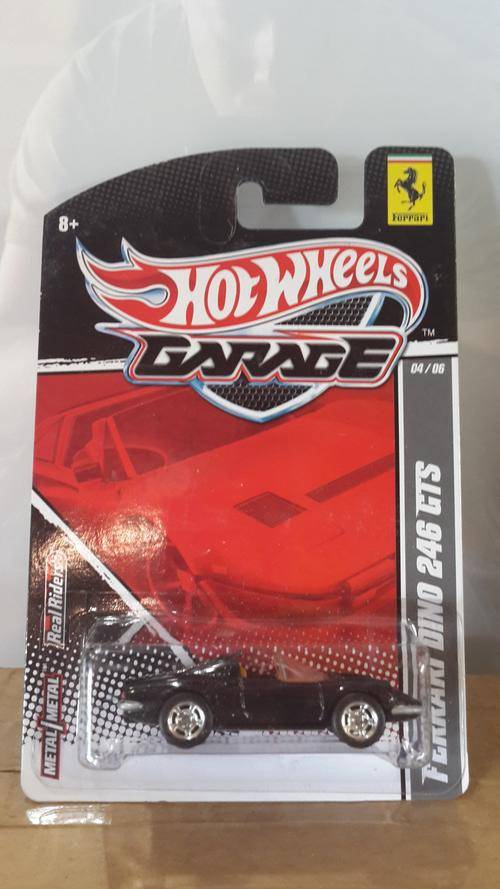 8+
Ferrari
HOT WHEELS
TM
GARAGE
04/06
FERRARI DINO 246 GTS
Real Riders
METAL/METAL